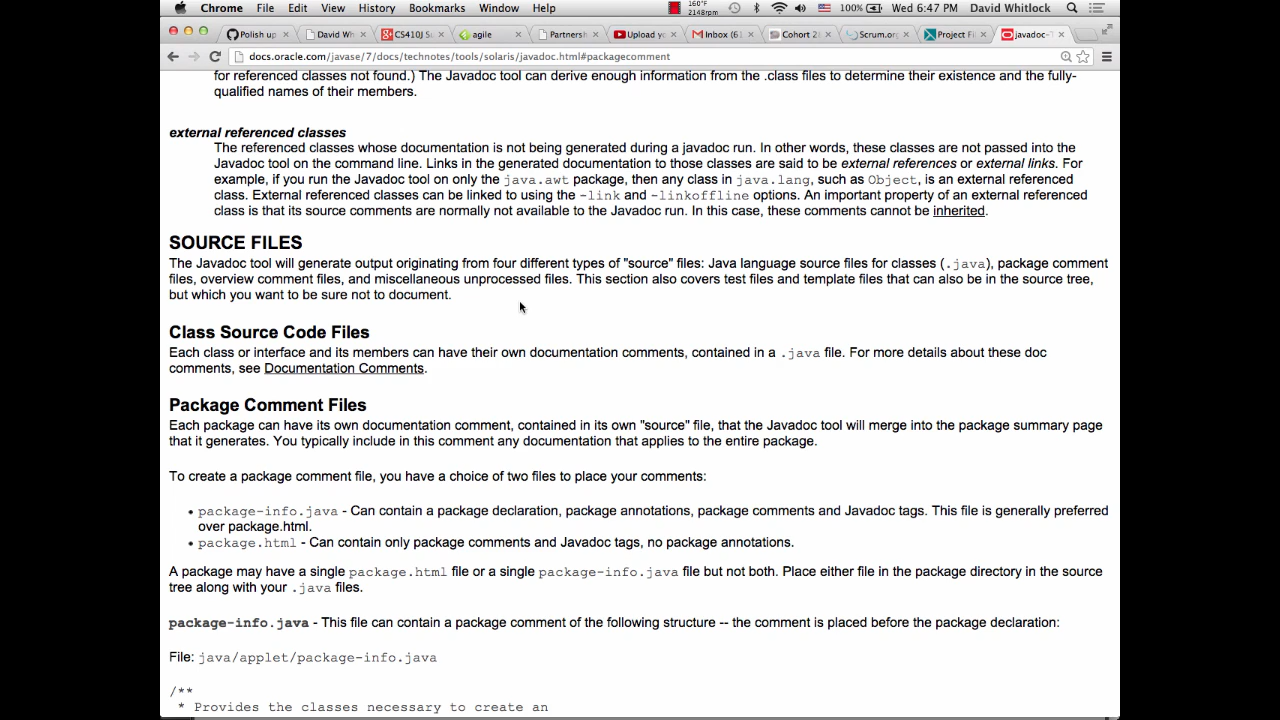 Chrome File Edit View History Bookmarks Window Help 160°F 2148rpm 100% Wed 6:47 PM David Whitlock
Polish up David Wh CS410J S agile Partnersh Upload yo Inbox (6 Cohort 2 Scrum.org Project Fi javadoc-
docs.oracle.com/javase/7/docs/technotes/tools/solaris/javadoc.html#packagecomment
for referenced classes not found.) The Javadoc tool can derive enough information from the .class files to determine their existence and the fully-
qualified names of their members.
external referenced classes
The referenced classes whose documentation is not being generated during a javadoc run. In other words, these classes are not passed into the
Javadoc tool on the command line. Links in the generated documentation to those classes are said to be external references or external links. For
example, if you run the Javadoc tool on only the java.awt package, then any class in java.lang, such as Object, is an external referenced
class. External referenced classes can be linked to using the -link and -linkoffline options. An important property of an external referenced
class is that its source comments are normally not available to the Javadoc run. In this case, these comments cannot be inherited.
SOURCE FILES
The Javadoc tool will generate output originating from four different types of "source" files: Java language source files for classes (.java), package comment
files, overview comment files, and miscellaneous unprocessed files. This section also covers test files and template files that can also be in the source tree,
but which you want to be sure not to document.
Class Source Code Files
Each class or interface and its members can have their own documentation comments, contained in a .java file. For more details about these doc
comments, see Documentation Comments.
Package Comment Files
Each package can have its own documentation comment, contained in its own "source" file, that the Javadoc tool will merge into the package summary page
that it generates. You typically include in this comment any documentation that applies to the entire package.
To create a package comment file, you have a choice of two files to place your comments:
• package-info.java - Can contain a package declaration, package annotations, package comments and Javadoc tags. This file is generally preferred
over package.html.
• package.html - Can contain only package comments and Javadoc tags, no package annotations.
A package may have a single package.html file or a single package-info.java file but not both. Place either file in the package directory in the source
tree along with your .java files.
package-info.java - This file can contain a package comment of the following structure -- the comment is placed before the package declaration:
File: java/applet/package-info.java
/**
* Provides the classes necessary to create an